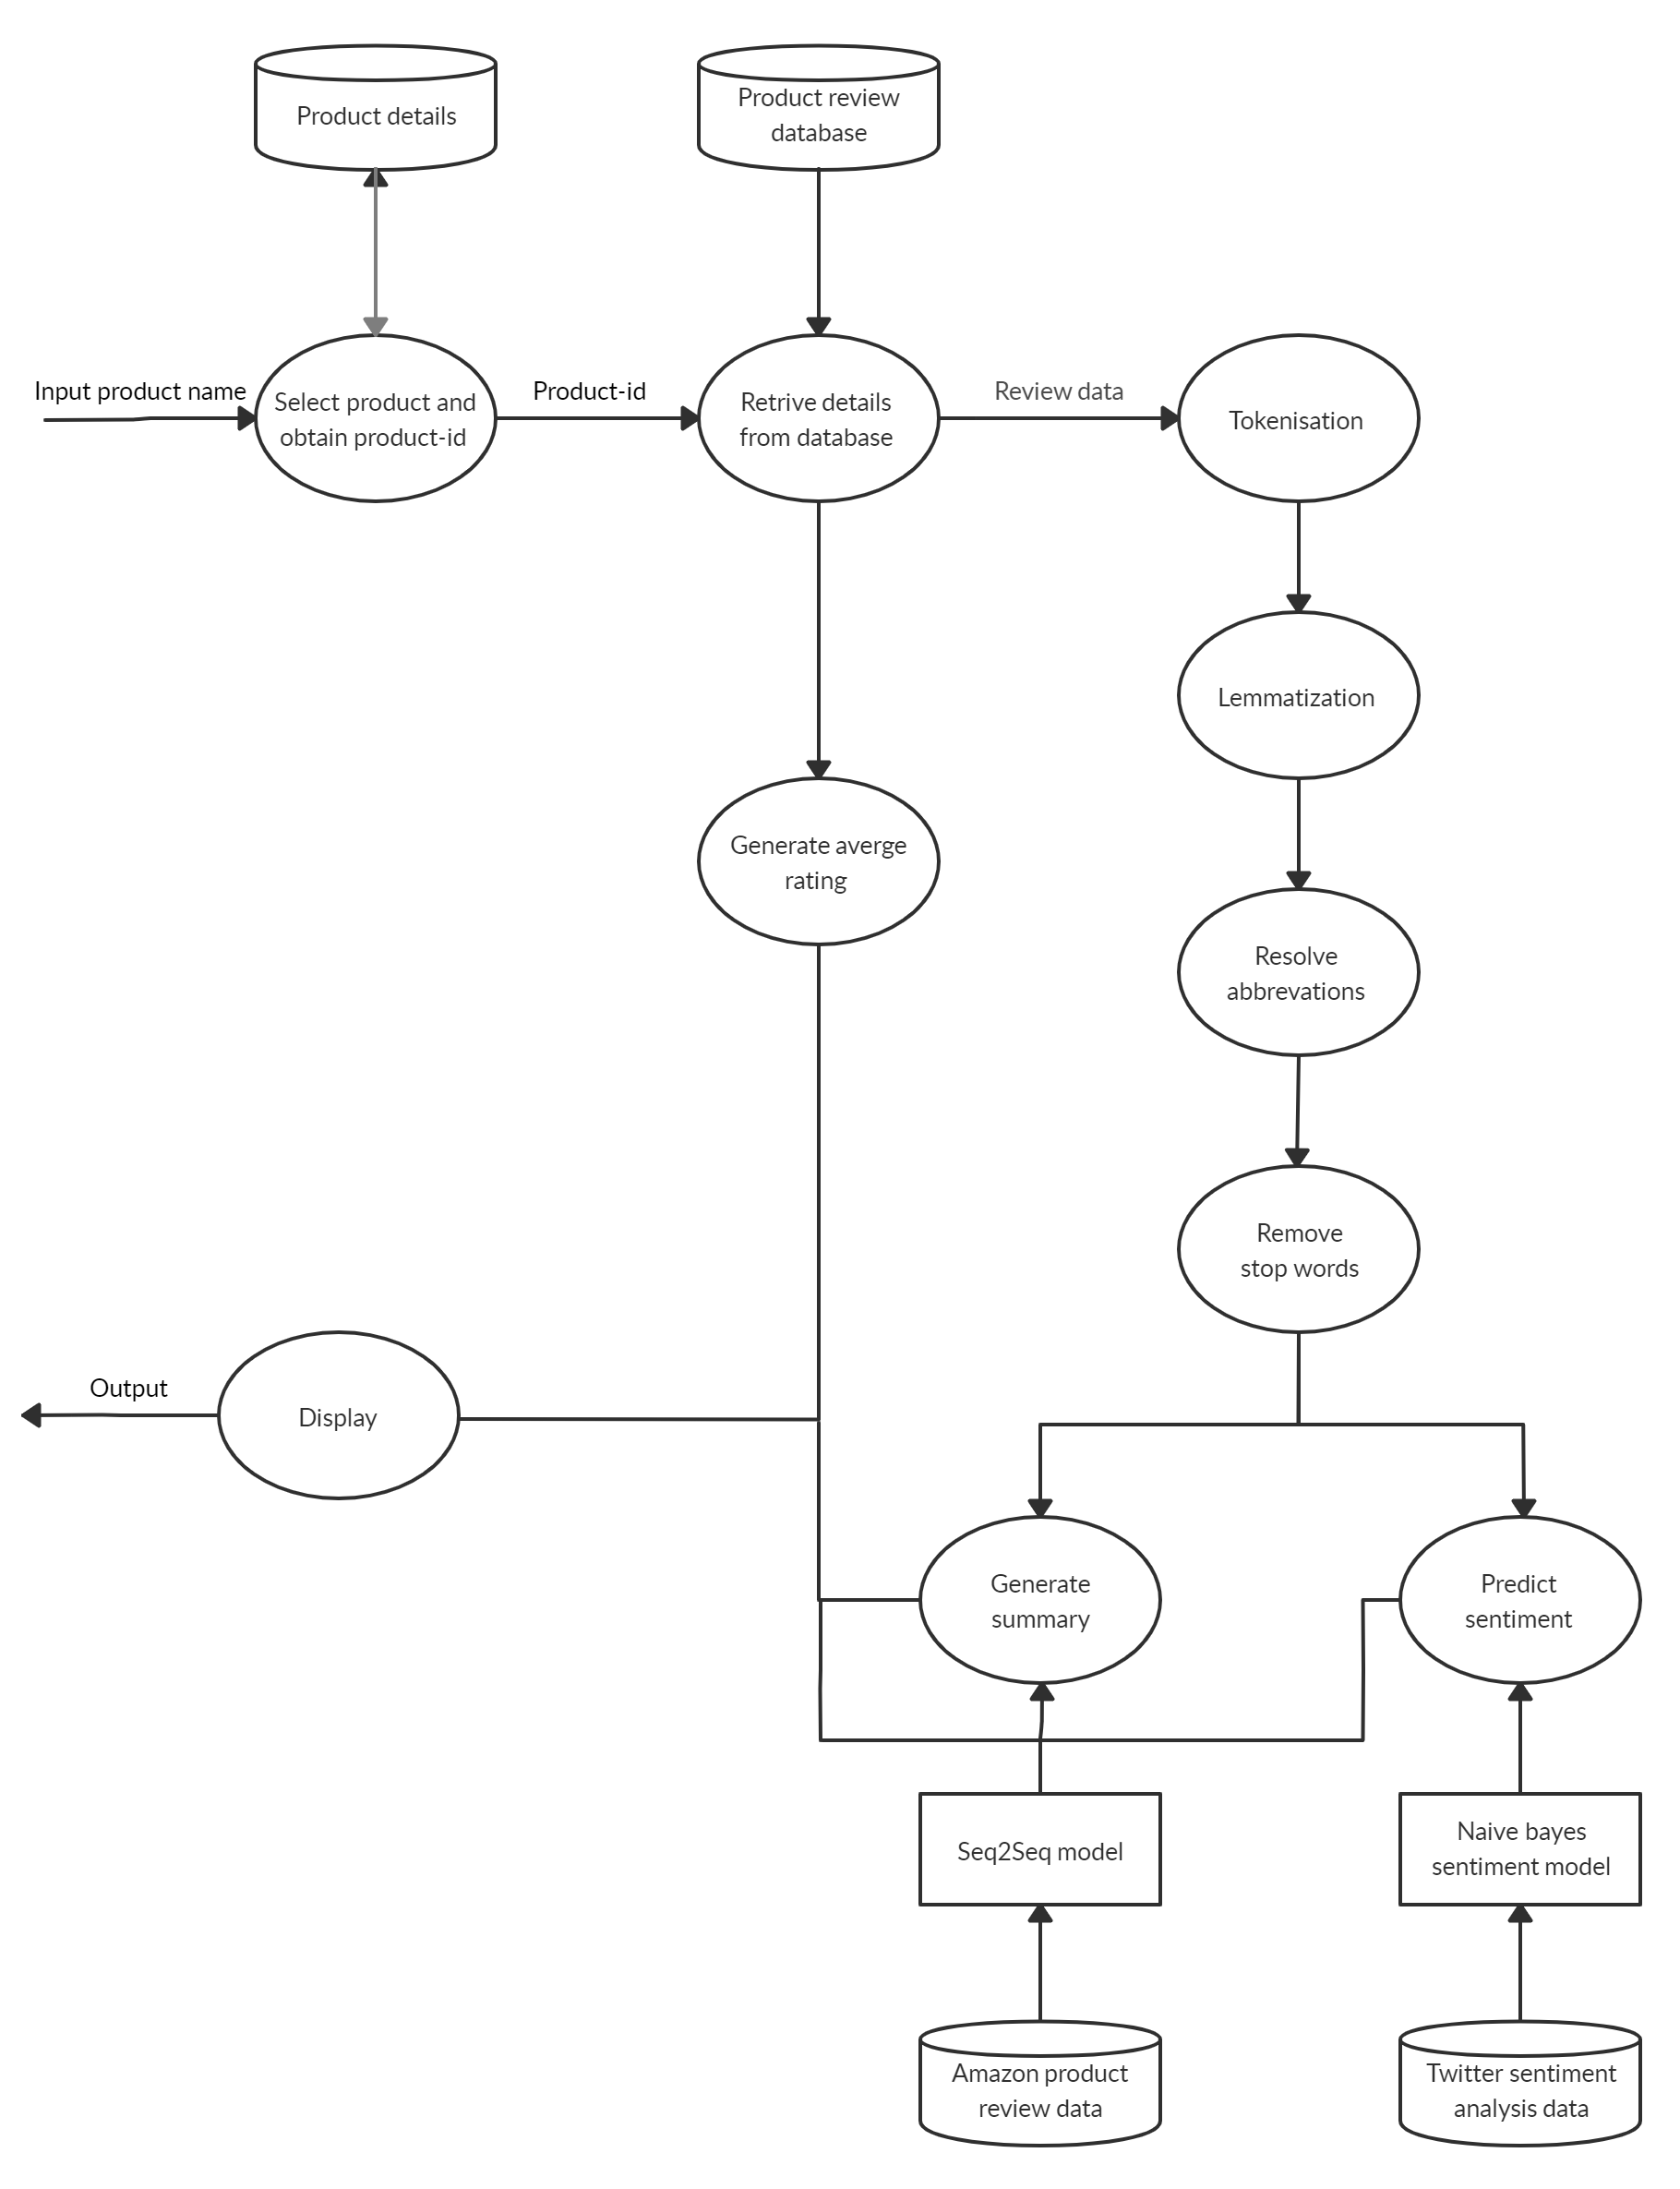 Product details
Product review
database
Input product name
Select product and
obtain product-id
Product-id
Retrive details
from database
Review data
Tokenisation
Lemmatization
Generate averge
rating
Resolve
abbrevations
Remove
stop words
Output
Display
Generate
summary
Predict
sentiment
Seq2Seq model
Naive bayes
sentiment model
Amazon product
review data
Twitter sentiment
analysis data